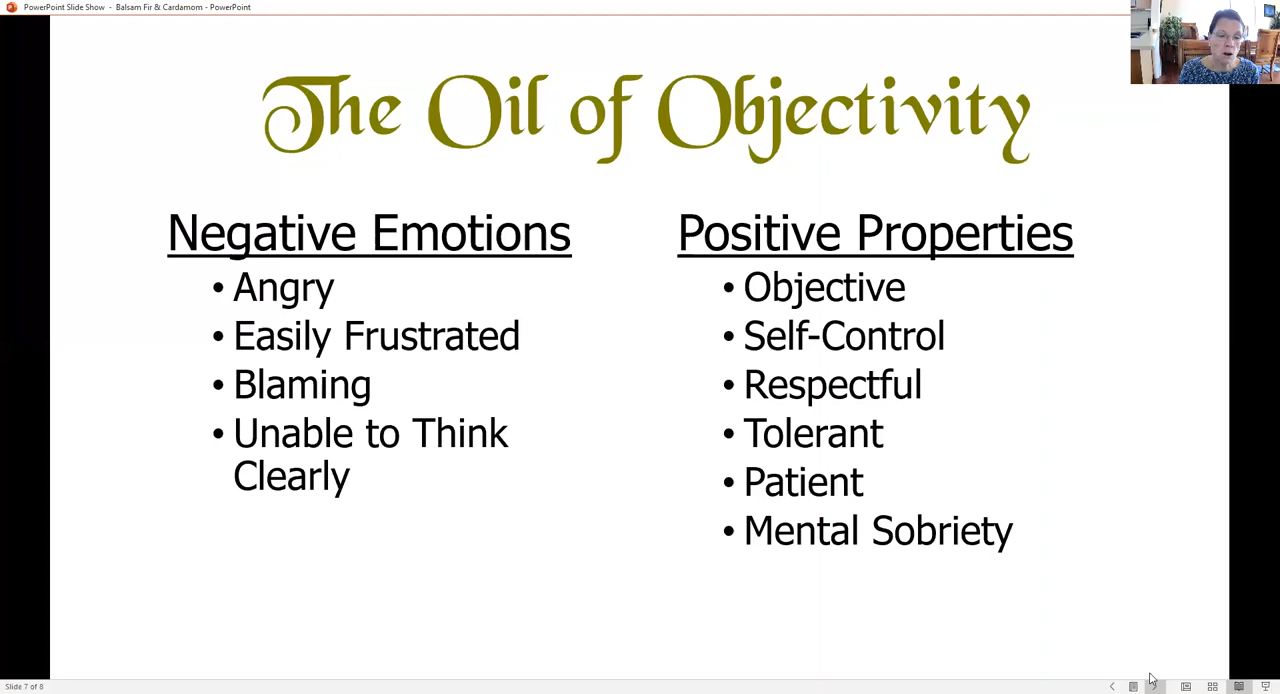 PowerPoint Slide Show - Balsam Fir & Cardamom - PowerPoint
The Oil of Objectivity
Negative Emotions
• Angry
• Easily Frustrated
• Blaming
• Unable to Think
Clearly
Positive Properties
• Objective
• Self-Control
• Respectful
• Tolerant
• Patient
• Mental Sobriety
Slide 7 of 8